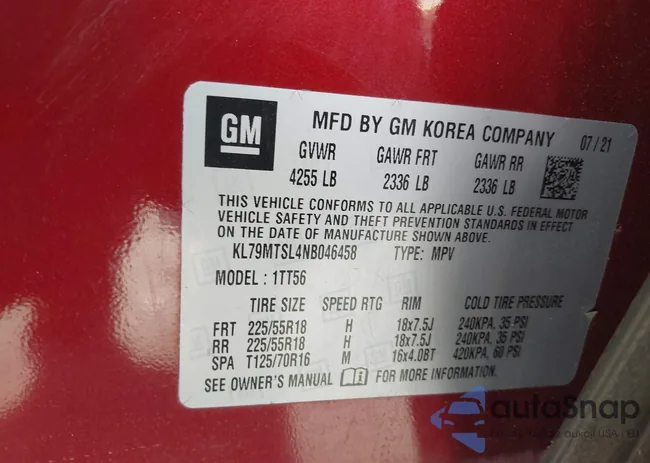 GM
MFD BY GM KOREA COMPANY 07/21
GVWR GAWR FRT GAWR RR
4255 LB 2336 LB 2336 LB
THIS VEHICLE CONFORMS TO ALL APPLICABLE U.S. FEDERAL MOTOR
VEHICLE SAFETY AND THEFT PREVENTION STANDARDS IN EFFECT
ON THE DATE OF MANUFACTURE SHOWN ABOVE.
KL79MTSL4NB046458 TYPE: MPV
MODEL : 1TT56
TIRE SIZE SPEED RTG RIM COLD TIRE PRESSURE
FRT 225/55R18 H 18x7.5J 240KPA, 35 PSI
RR 225/55R18 H 18x7.5J 240KPA, 35 PSI
SPA T125/70R16 M 16x4.0BT 420KPA, 60 PSI
SEE OWNER'S MANUAL FOR MORE INFORMATION
autoSnap